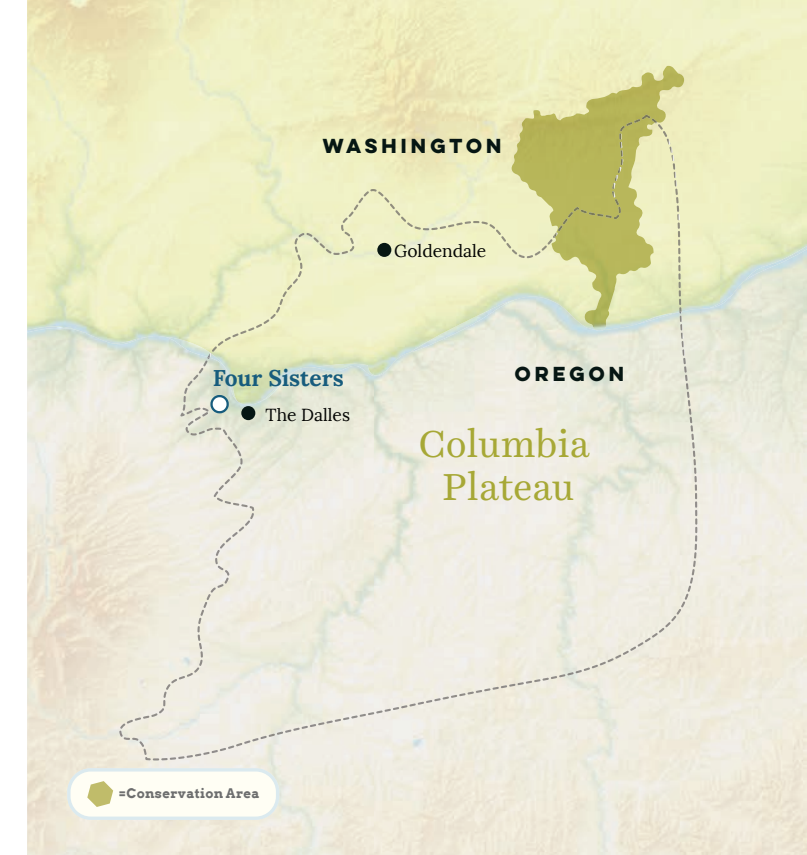 WASHINGTON
Goldendale
OREGON
Four Sisters
The Dalles
Columbia
Plateau
=Conservation Area